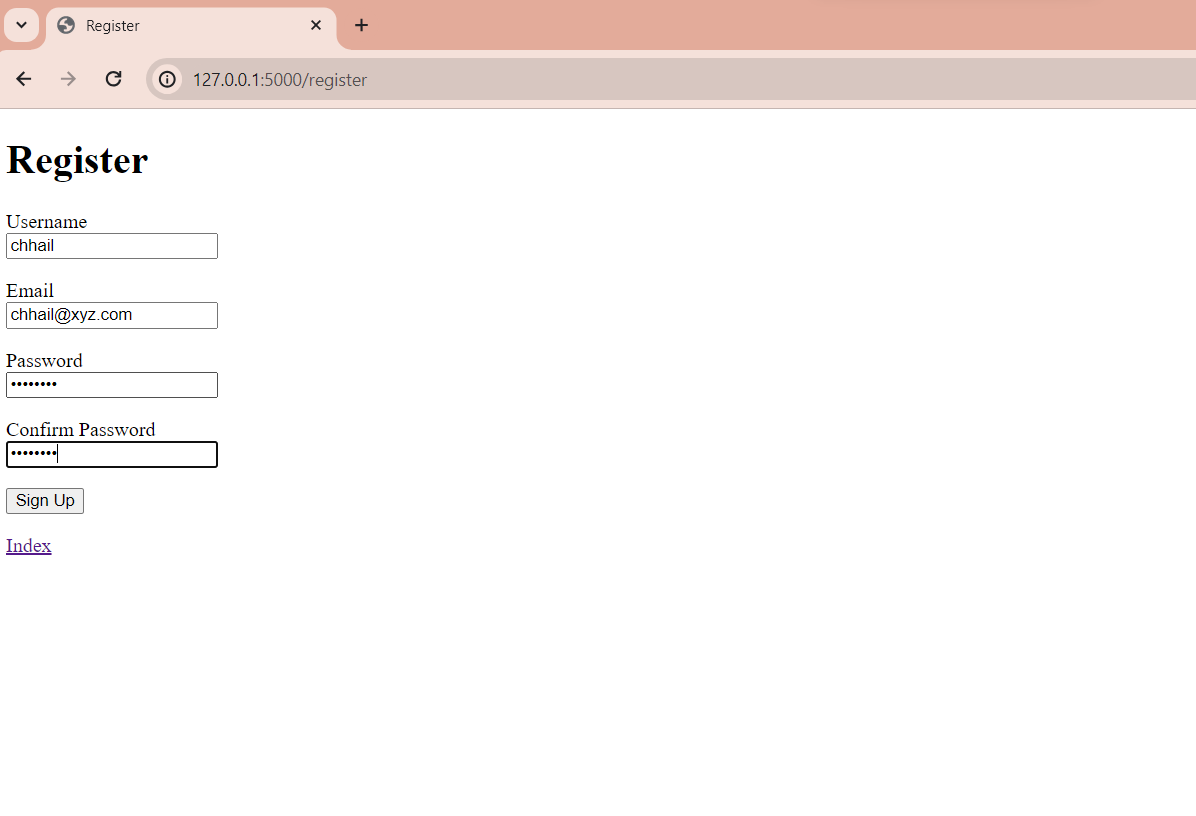 Register
127.0.0.1:5000/register
Register
Username
chhail
Email
chhail@xyz.com
Password
••••••••
Confirm Password
••••••••
Sign Up
Index